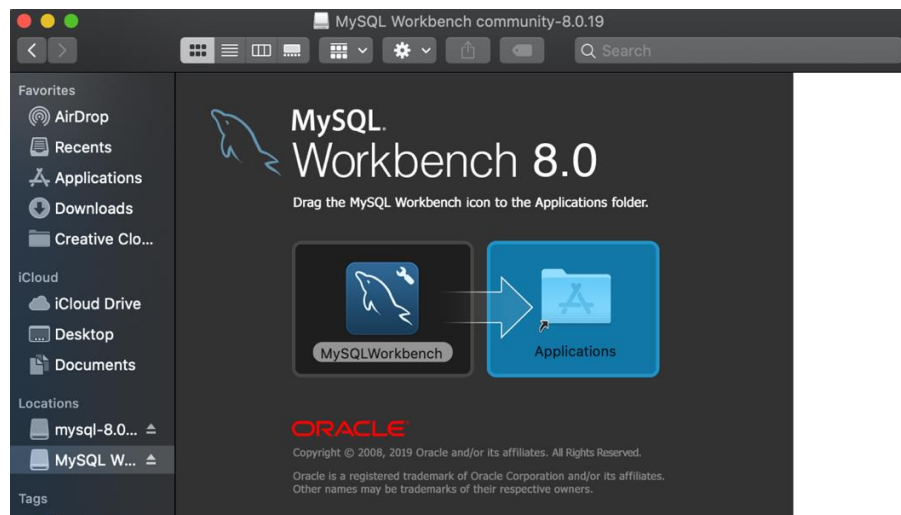 MySQL Workbench community-8.0.19
Search
Favorites
AirDrop
Recents
Applications
Downloads
Creative Clo...
iCloud
iCloud Drive
Desktop
Documents
Locations
mysql-8.0...
MySQL W...
Tags
MySQL.
Workbench 8.0
Drag the MySQL Workbench icon to the Applications folder.
MySQLWorkbench
Applications
ORACLE
Copyright © 2008, 2019 Oracle and/or its affiliates. All Rights Reserved.
Oracle is a registered trademark of Oracle Corporation and/or its affiliates.
Other names may be trademarks of their respective owners.